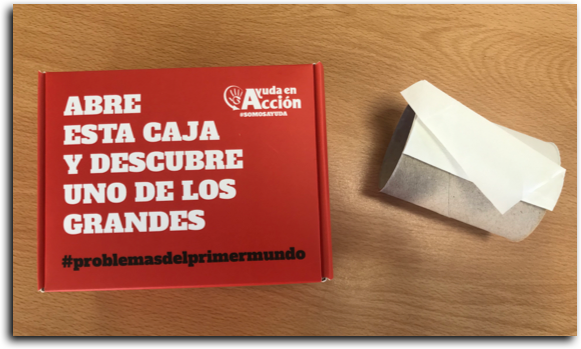 ABRE
ESTA CAJA
Y DESCUBRE
UNO DE LOS
GRANDES
#problemasdelprimermundo
Ayuda en
Acción
#SOMOSAYUDA